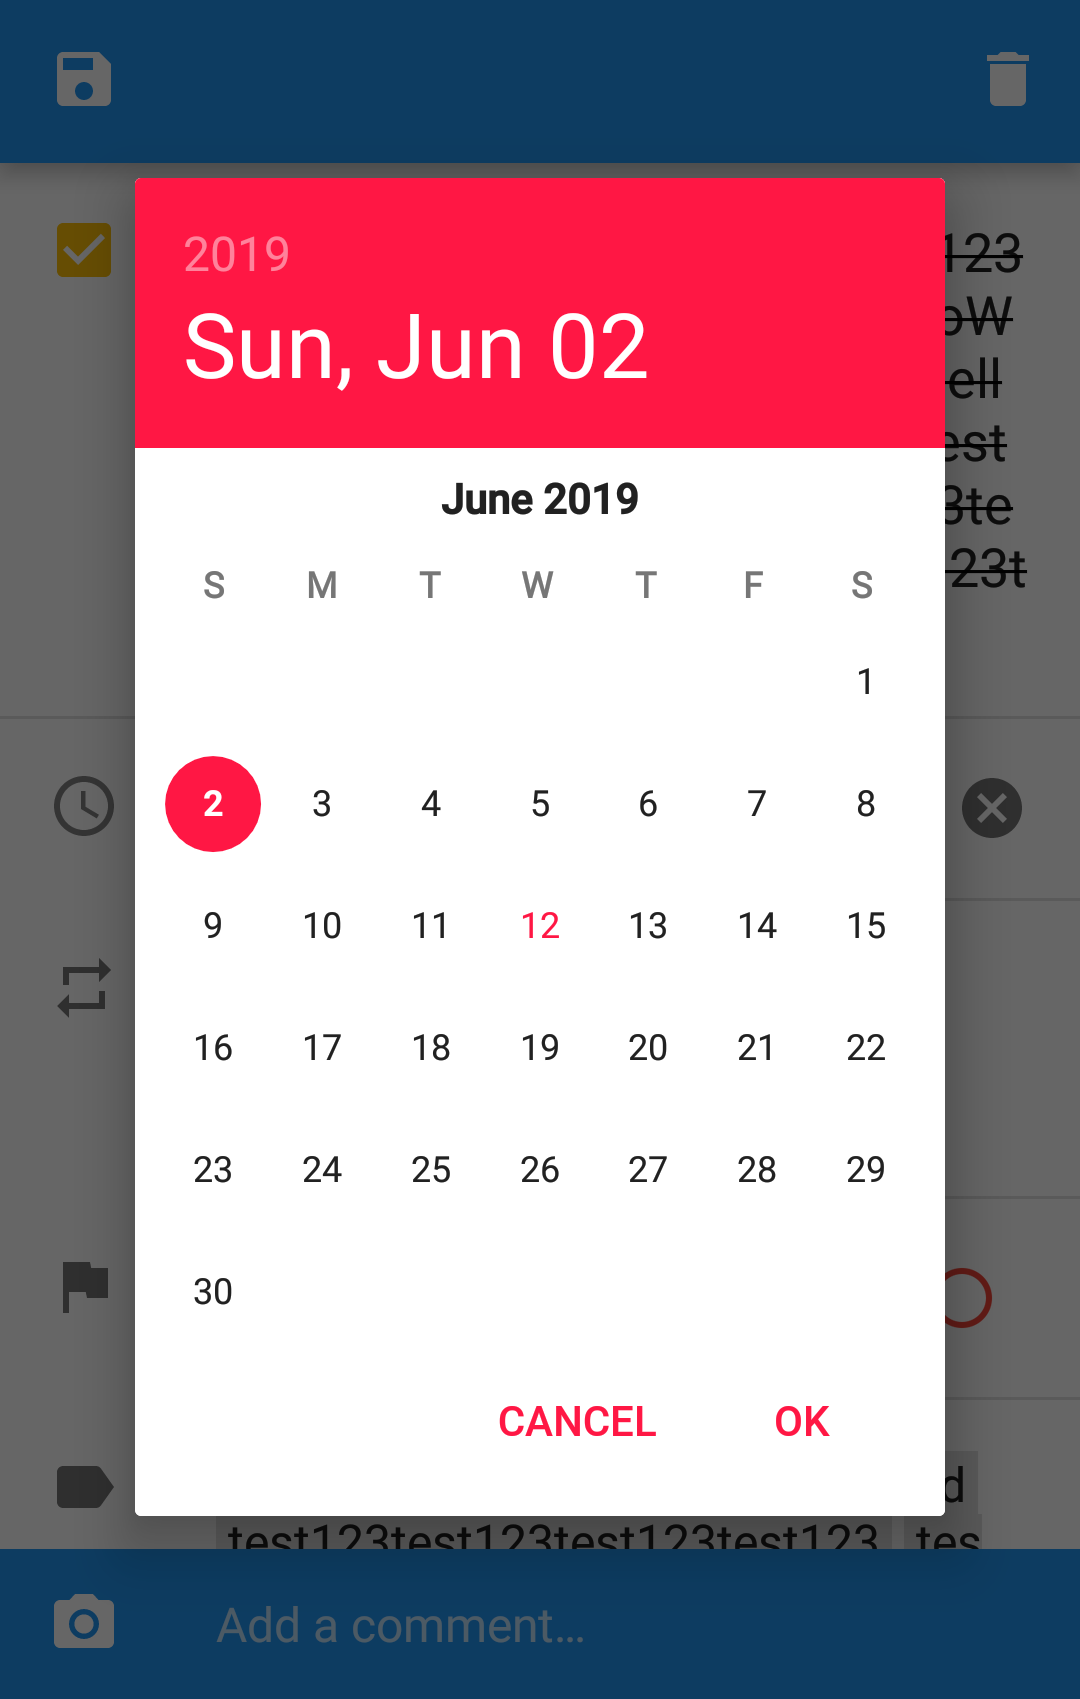 2019
Sun, Jun 02
123
oW
ell
est
3te
23t
June 2019
S M T W T F S
1
2 3 4 5 6 7 8
9 10 11 12 13 14 15
16 17 18 19 20 21 22
23 24 25 26 27 28 29
30
CANCEL OK
d
test123test123test123test123 tes
Add a comment...